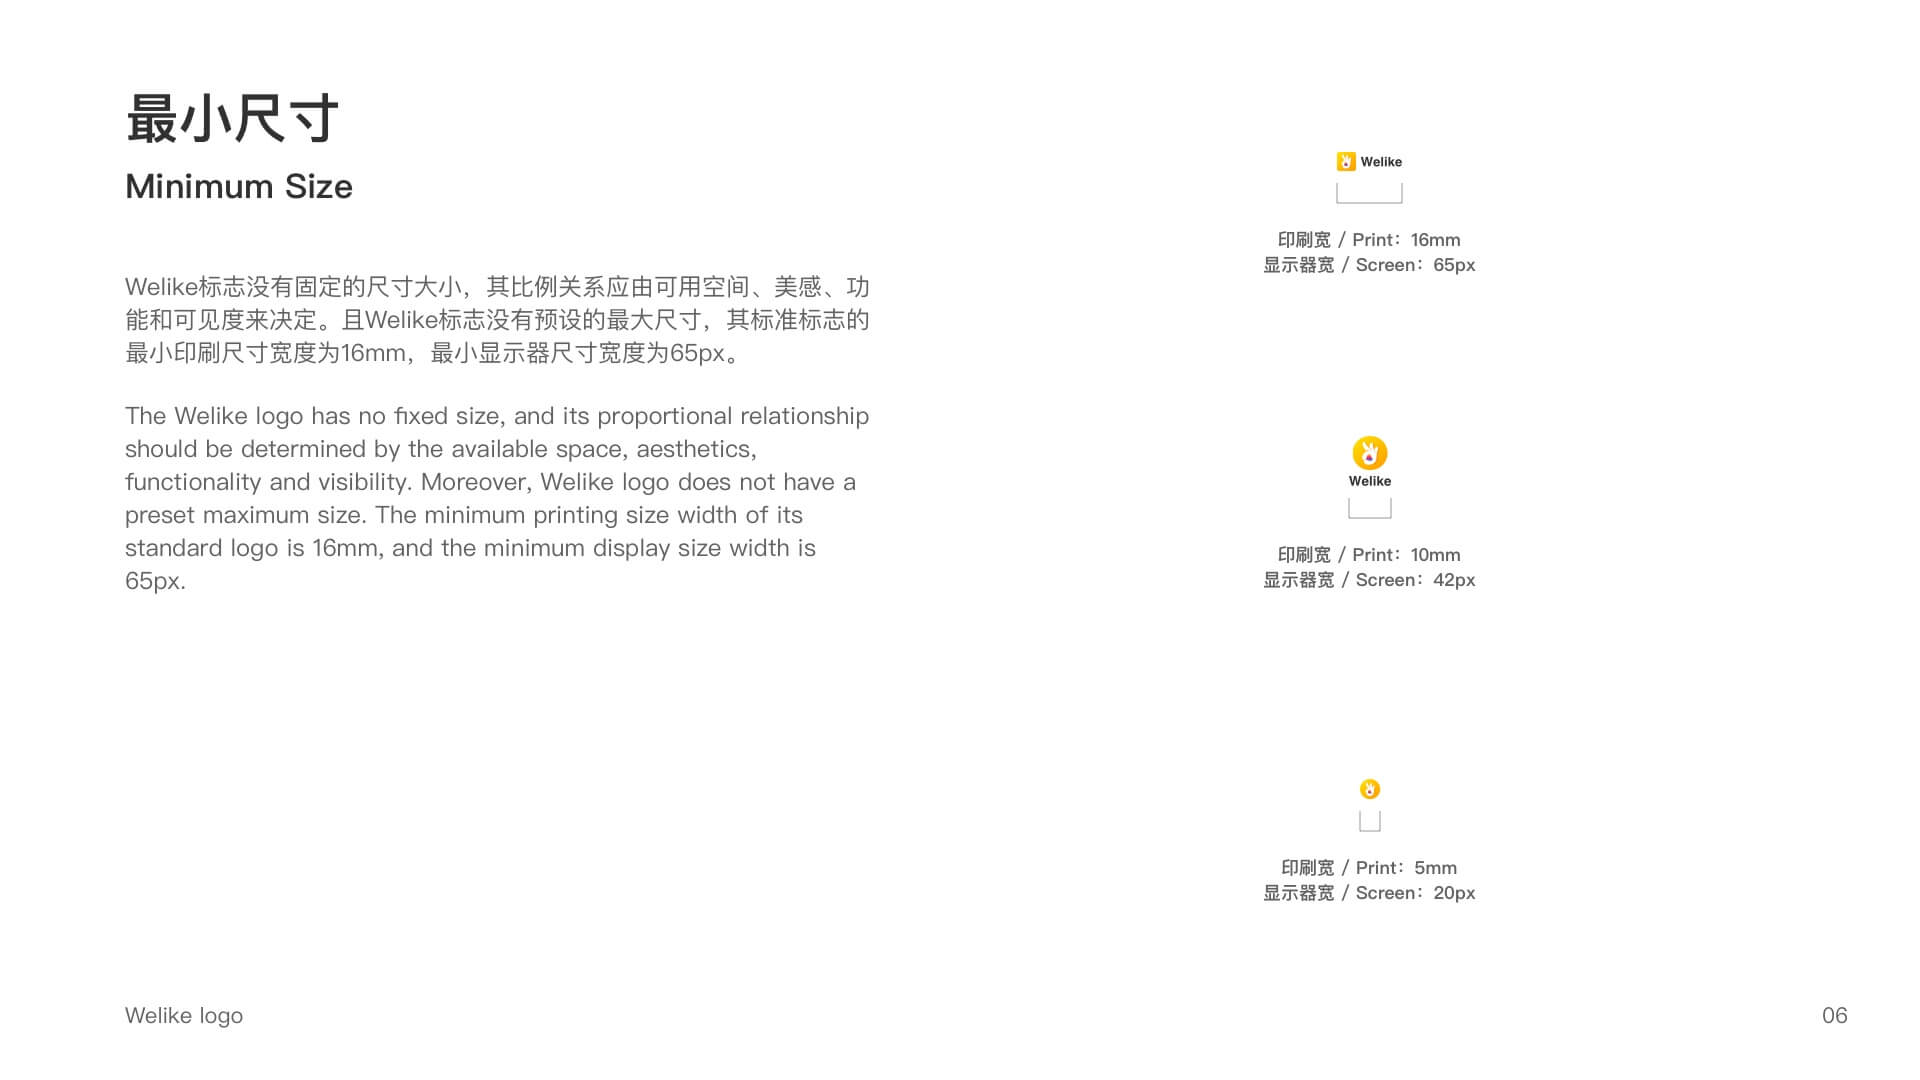 最小尺寸
Minimum Size
Welike标志没有固定的尺寸大小，其比例关系应由可用空间、美感、功
能和可见度来决定。且Welike标志没有预设的最大尺寸，其标准标志的
最小印刷尺寸宽度为16mm，最小显示器尺寸宽度为65px。
The Welike logo has no fixed size, and its proportional relationship
should be determined by the available space, aesthetics,
functionality and visibility. Moreover, Welike logo does not have a
preset maximum size. The minimum printing size width of its
standard logo is 16mm, and the minimum display size width is
65px.
Welike
印刷宽 / Print：16mm
显示器宽 / Screen：65px
Welike
印刷宽 / Print：10mm
显示器宽 / Screen：42px
印刷宽 / Print：5mm
显示器宽 / Screen：20px
Welike logo
06